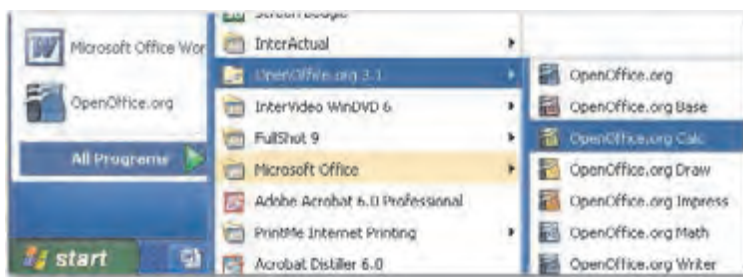 Microsoft Office Wor
OpenOffice.org
All Programs
start
InterActual
OpenOffice.org 3.1
InterVideo WinDVD 6
FullShot 9
Microsoft Office
Adobe Acrobat 6.0 Professional
PrintMe Internet Printing
Acrobat Distiller 6.0
OpenOffice.org
OpenOffice.org Base
OpenOffice.org Calc
OpenOffice.org Draw
OpenOffice.org Impress
OpenOffice.org Math
OpenOffice.org Writer